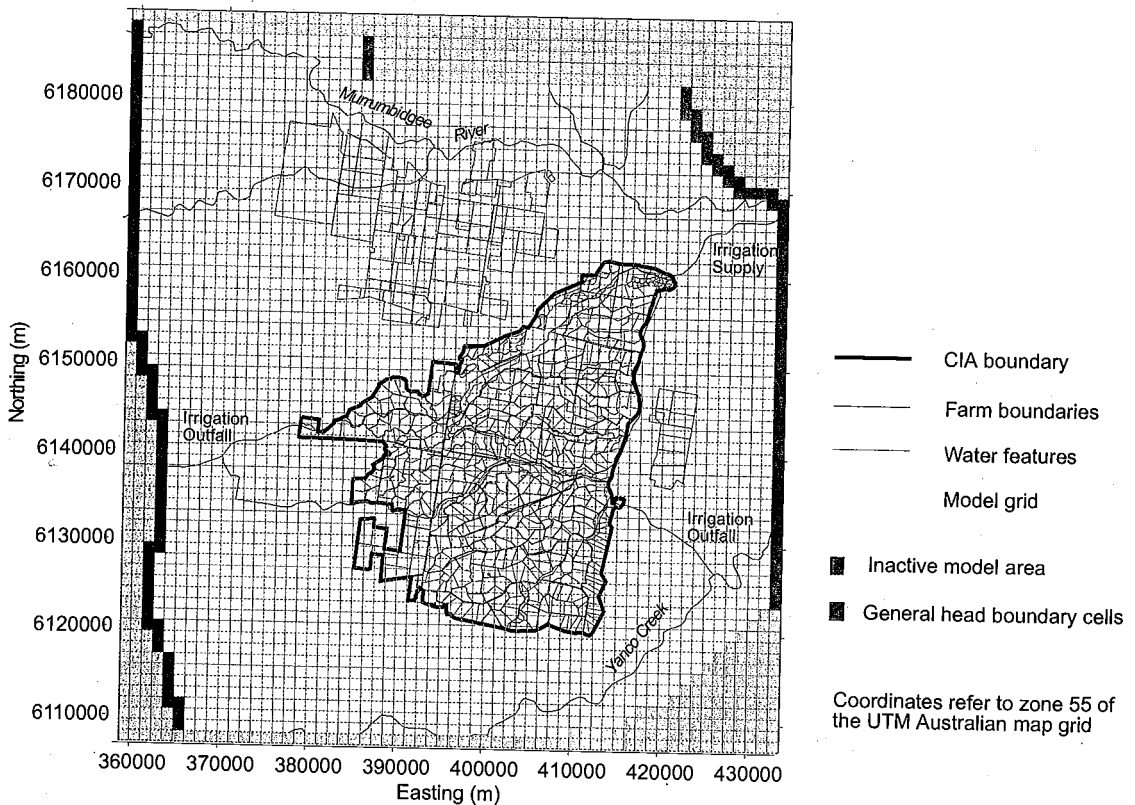 6180000
6170000
6160000
6150000
6140000
6130000
6120000
6110000
Northing (m)
360000
370000
380000
390000
400000
410000
420000
430000
Easting (m)
Murrumbidgee
River
Irrigation
Supply
Irrigation
Outfall
Irrigation
Outfall
Yanco Creek
CIA boundary
Farm boundaries
Water features
Model grid
Inactive model area
General head boundary cells
Coordinates refer to zone 55 of
the UTM Australian map grid